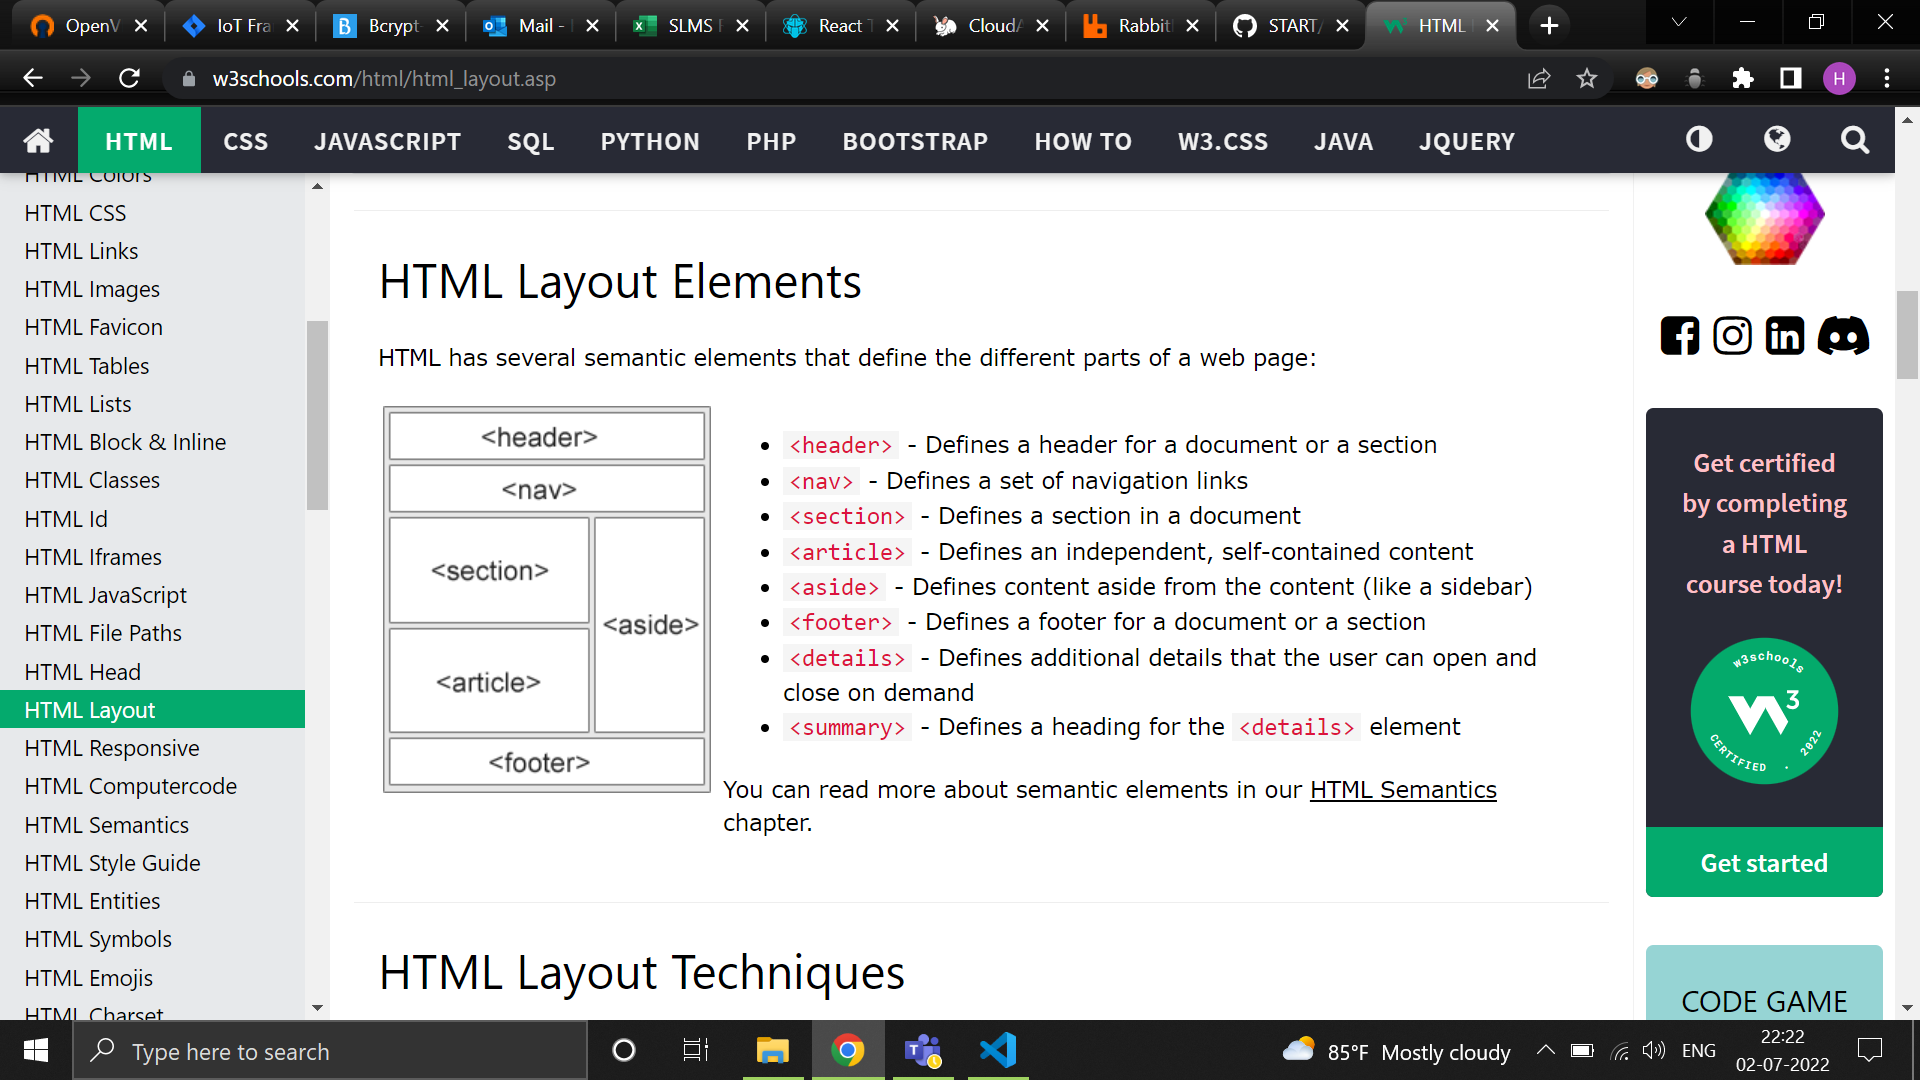 OpenV
IoT Fra
Bcrypt
Mail -
SLMS F
React T
CloudA
Rabbit
START/
HTML
w3schools.com/html/html_layout.asp
H
HTML
CSS
JAVASCRIPT
SQL
PYTHON
PHP
BOOTSTRAP
HOW TO
W3.CSS
JAVA
JQUERY
HTML Colors
HTML CSS
HTML Links
HTML Images
HTML Favicon
HTML Tables
HTML Lists
HTML Block & Inline
HTML Classes
HTML Id
HTML Iframes
HTML JavaScript
HTML File Paths
HTML Head
HTML Layout
HTML Responsive
HTML Computercode
HTML Semantics
HTML Style Guide
HTML Entities
HTML Symbols
HTML Emojis
HTML Charset
HTML Layout Elements
HTML has several semantic elements that define the different parts of a web page:
<header>
<nav>
<section>
<aside>
<article>
<footer>
• <header> - Defines a header for a document or a section
• <nav> - Defines a set of navigation links
• <section> - Defines a section in a document
• <article> - Defines an independent, self-contained content
• <aside> - Defines content aside from the content (like a sidebar)
• <footer> - Defines a footer for a document or a section
• <details> - Defines additional details that the user can open and
close on demand
• <summary> - Defines a heading for the <details> element
You can read more about semantic elements in our HTML Semantics
chapter.
HTML Layout Techniques
Get certified
by completing
a HTML
course today!
w3schools
W3
CERTIFIED . 2022
Get started
CODE GAME
Type here to search
85°F Mostly cloudy
ENG
22:22
02-07-2022